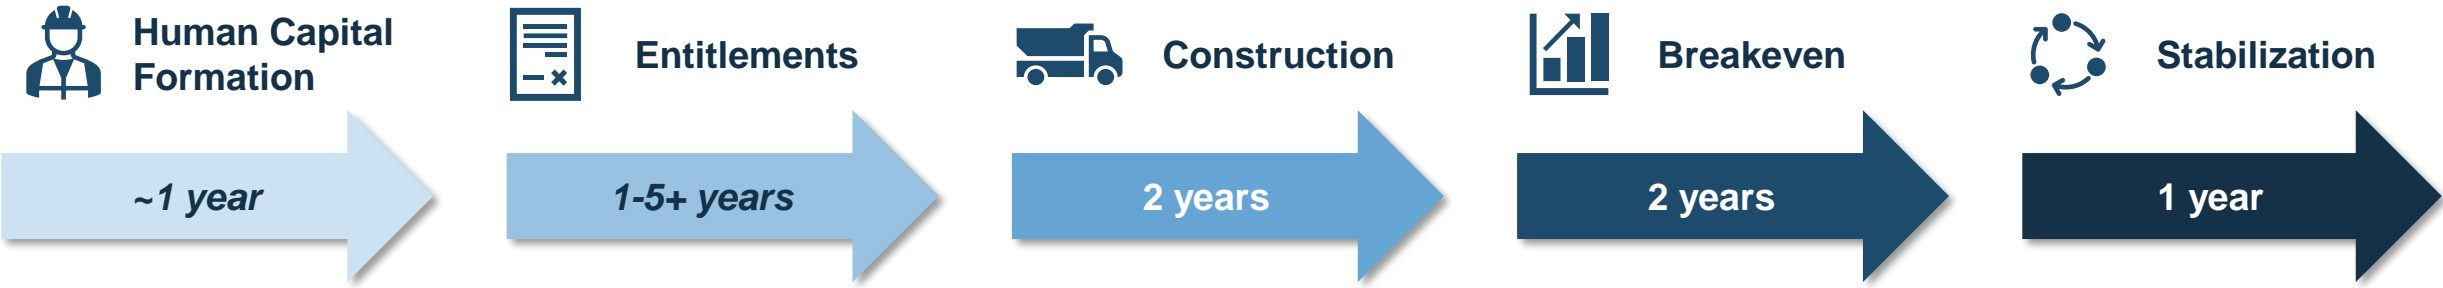 Human Capital
Formation
Entitlements
Construction
Breakeven
Stabilization
~1 year
1-5+ years
2 years
2 years
1 year